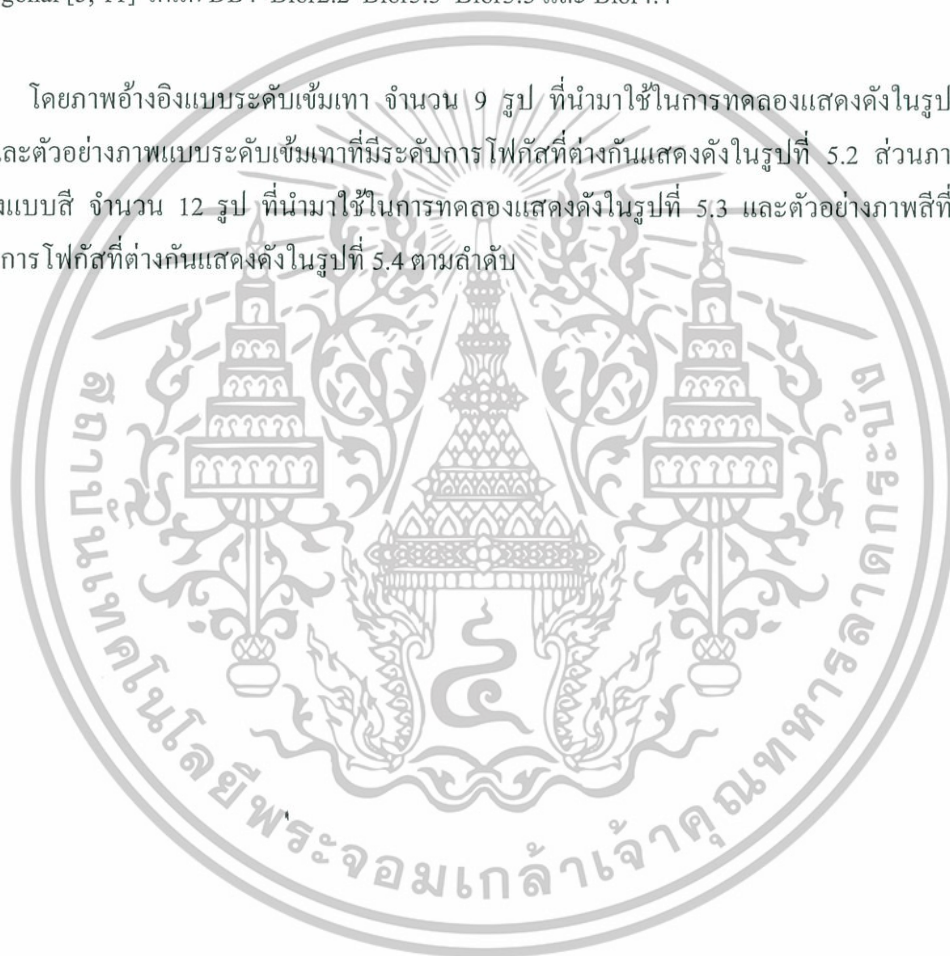 โดยภาพอ้างอิงแบบระดับเข้มเทา จำนวน 9 รูป ที่นำมาใช้ในการทดลองแสดงดังในรูป
ละตัวอย่างภาพแบบระดับเข้มเทาที่มีระดับการโฟกัสที่ต่างกันแสดงดังในรูปที่ 5.2 ส่วนภา
งแบบสี จำนวน 12 รูป ที่นำมาใช้ในการทดลองแสดงดังในรูปที่ 5.3 และตัวอย่างภาพสีที่
การโฟกัสที่ต่างกันแสดงดังในรูปที่ 5.4 ตามลำดับ
สถาบันเทคโนโลยีพระจอมเกล้าเจ้าคุณทหารลาดกระบัง